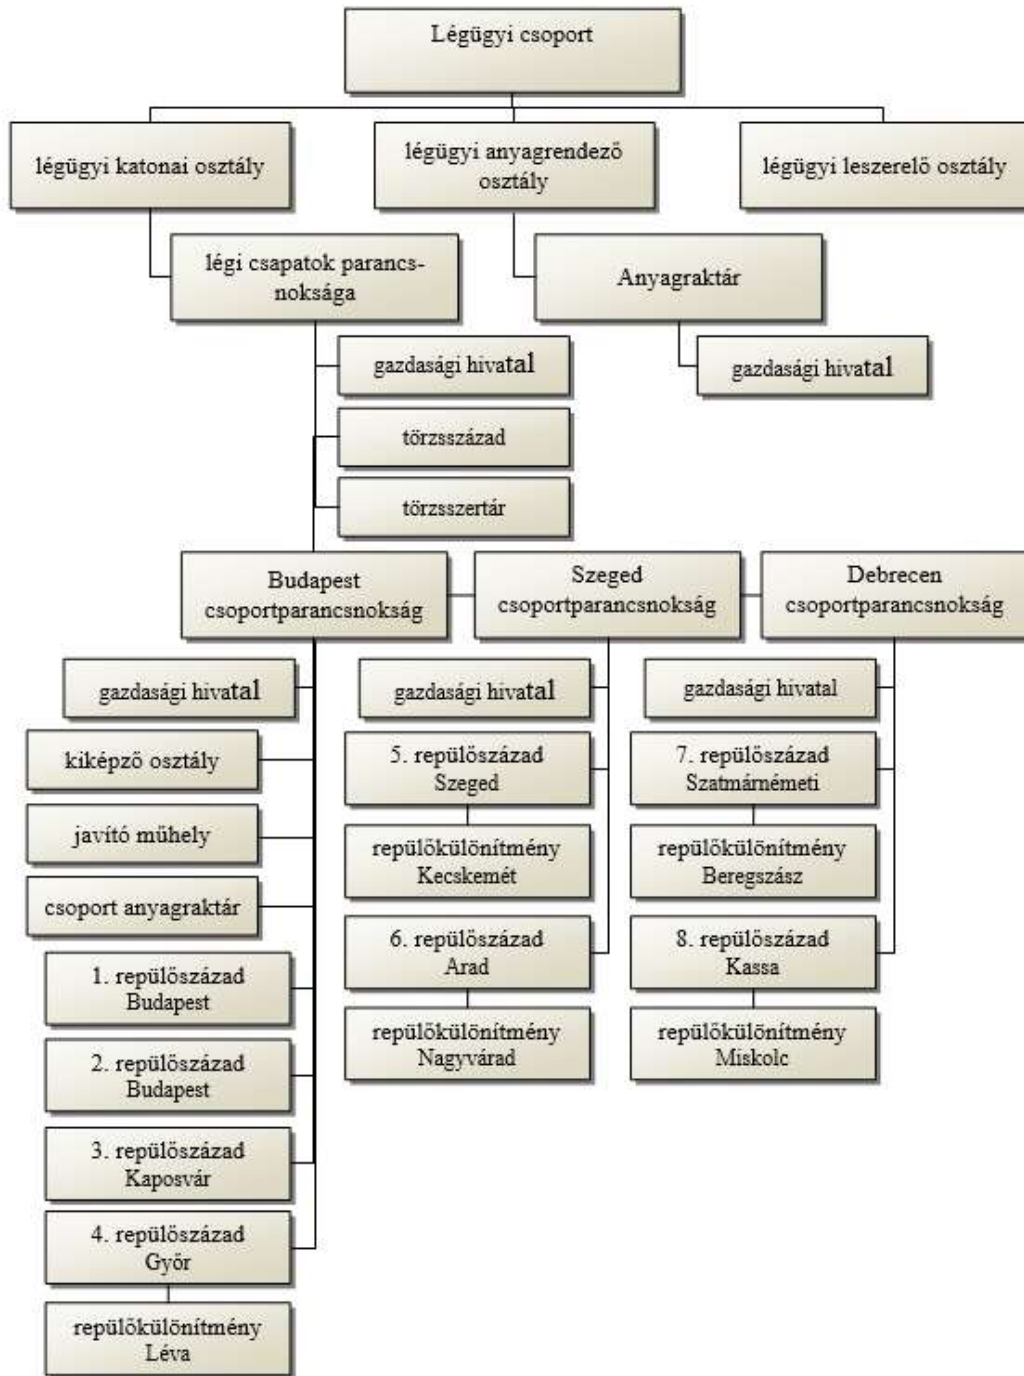 Légügyi csoport
légügyi katonai osztály
légügyi anyagrendező
osztály
légügyi leszerelő osztály
légi csapatok parancs-
noksága
Anyagraktár
gazdasági hivatal
gazdasági hivatal
törzsszázad
törzsszertár
Budapest
csoportparancsnokság
Szeged
csoportparancsnokság
Debrecen
csoportparancsnokság
gazdasági hivatal
kiképző osztály
javító műhely
csoport anyagraktár
1. repülőszázad
Budapest
2. repülőszázad
Budapest
3. repülőszázad
Kaposvár
4. repülőszázad
Győr
repülőkülönítmény
Léva
gazdasági hivatal
5. repülőszázad
Szeged
repülőkülönítmény
Kecskemét
6. repülőszázad
Arad
repülőkülönítmény
Nagyvárad
gazdasági hivatal
7. repülőszázad
Szatmárnémeti
repülőkülönítmény
Beregszász
8. repülőszázad
Kassa
repülőkülönítmény
Miskolc